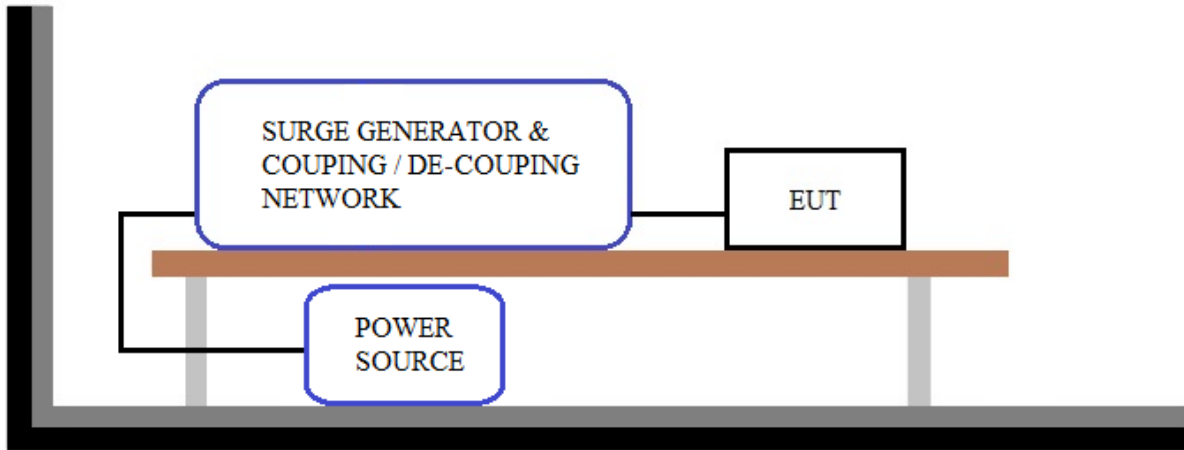 SURGE GENERATOR &
COUPING / DE-COUPING
NETWORK
EUT
POWER
SOURCE